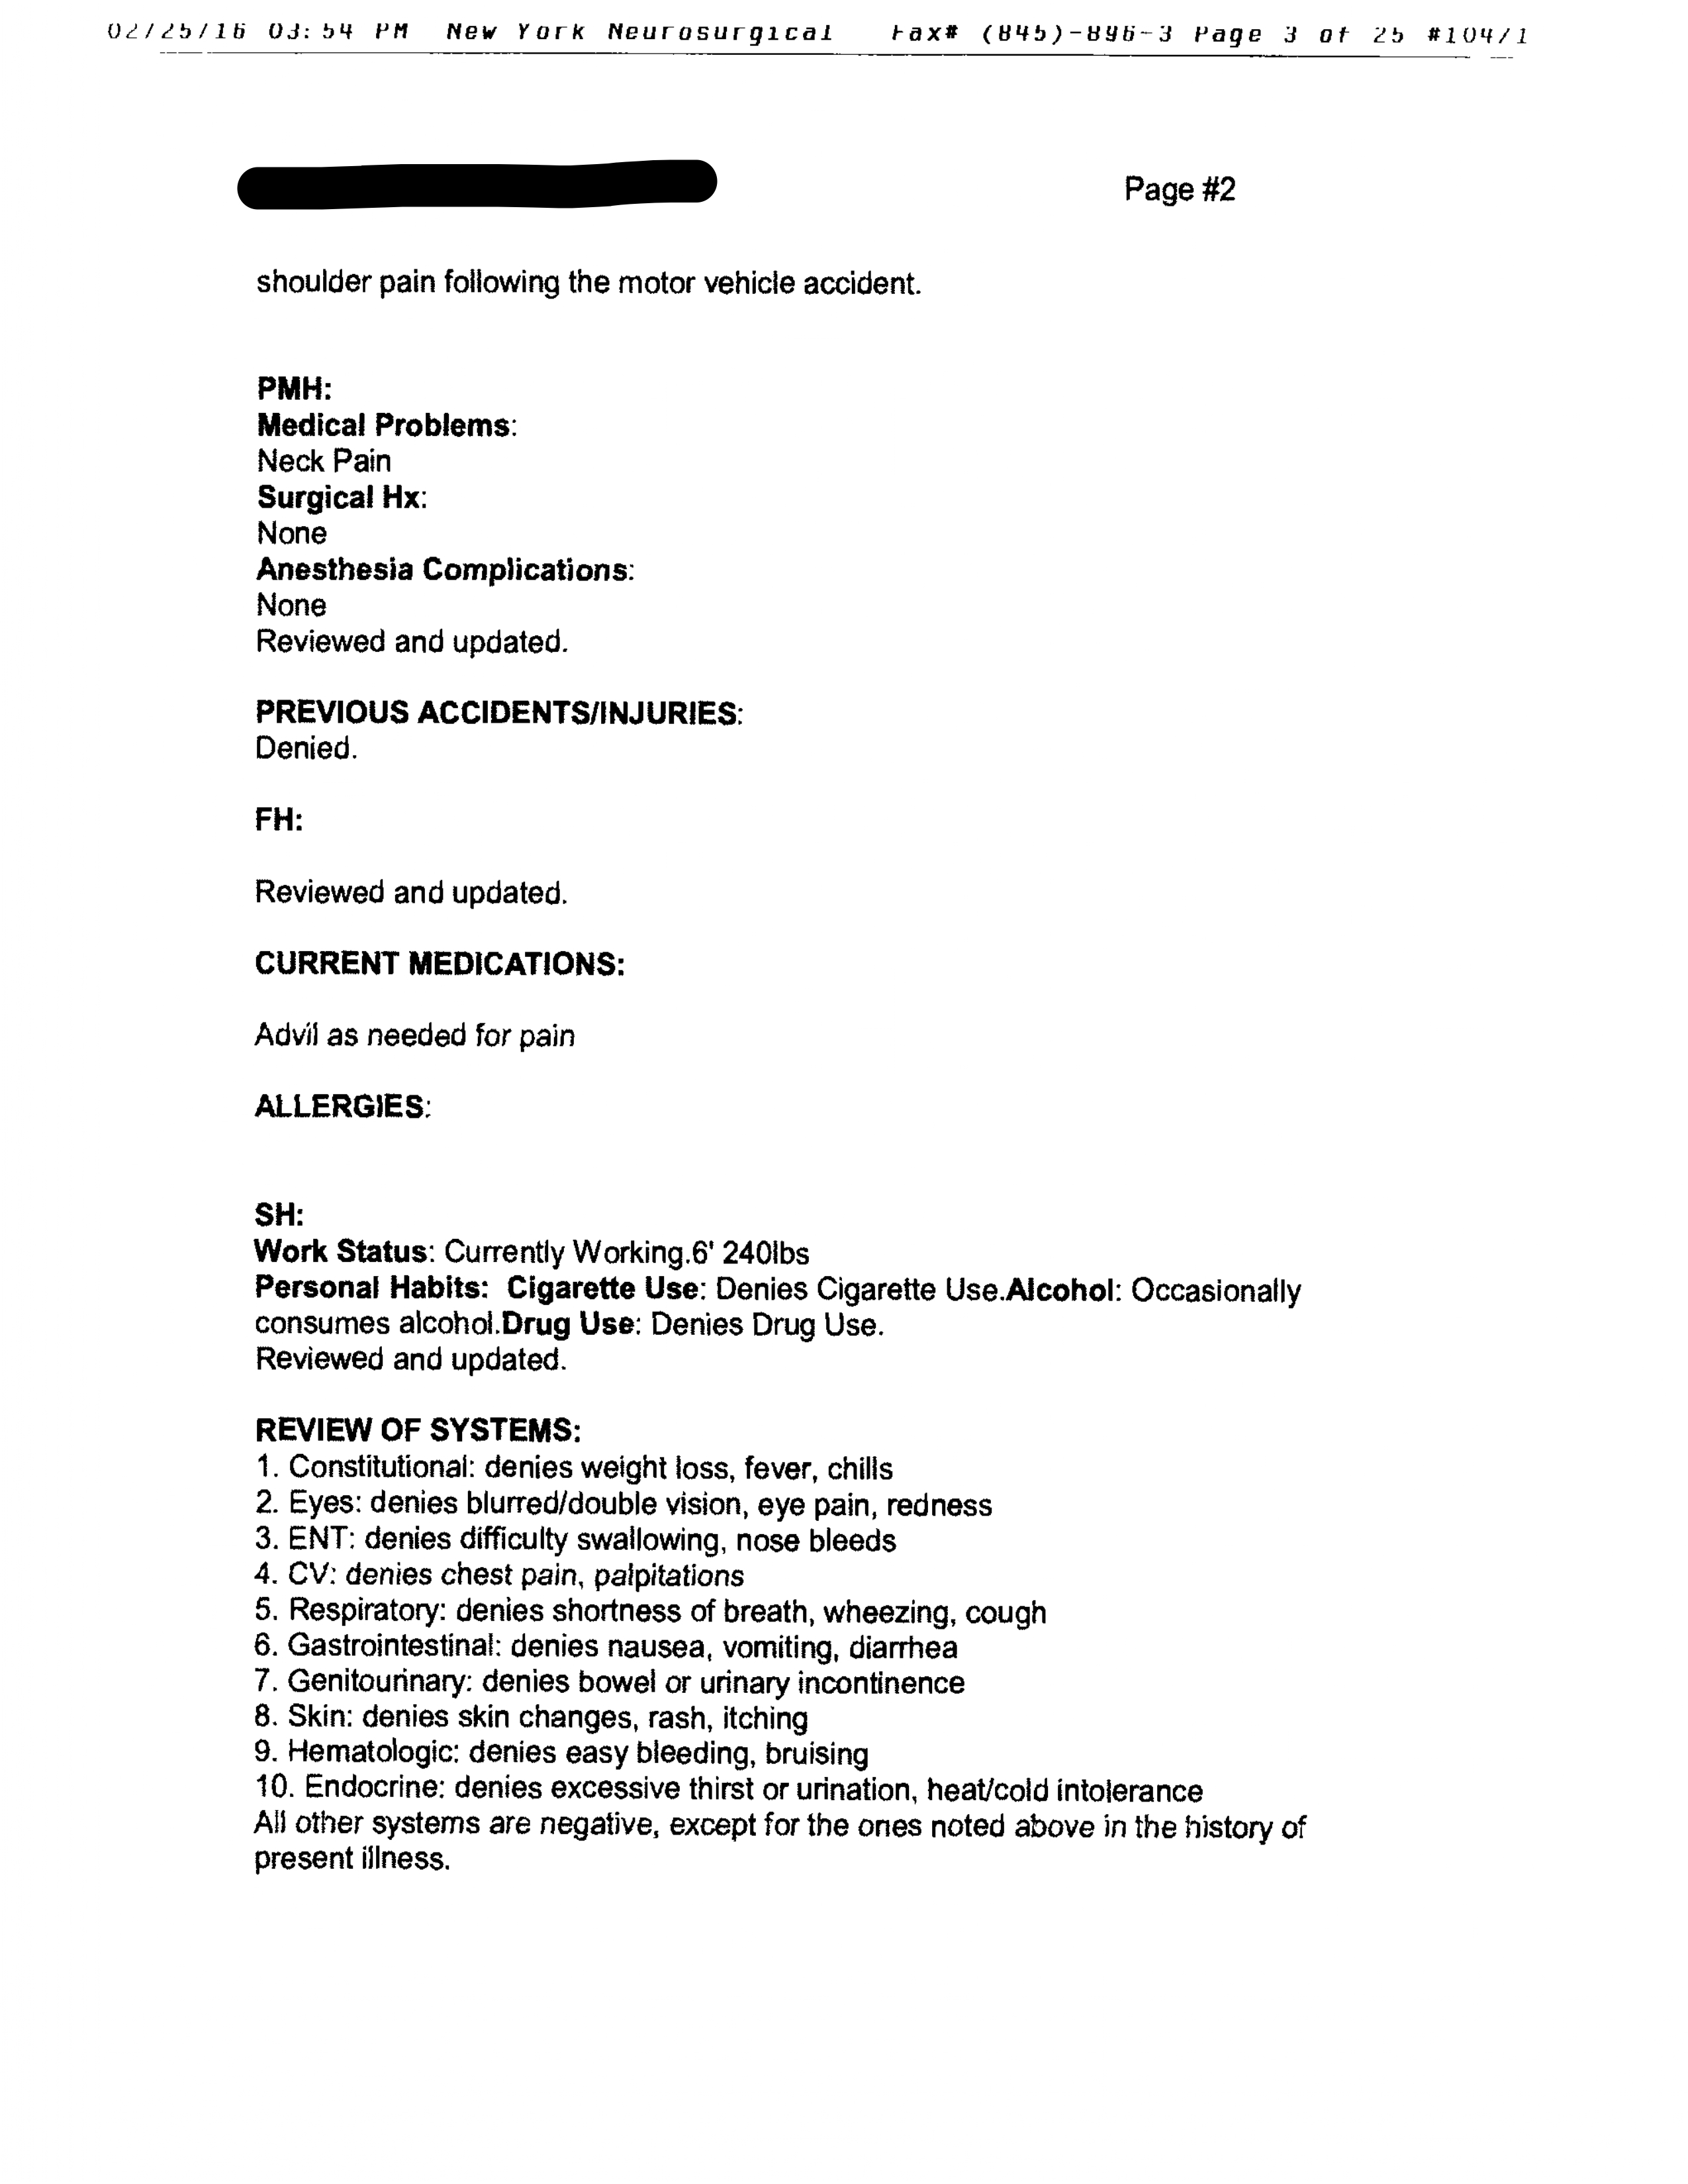 02/25/16 03:54 PM New York Neurosurgical Fax# (845)-896-3 Page 3 of 25 #104/1
Page #2
shoulder pain following the motor vehicle accident.
PMH:
Medical Problems:
Neck Pain
Surgical Hx:
None
Anesthesia Complications:
None
Reviewed and updated.
PREVIOUS ACCIDENTS/INJURIES:
Denied.
FH:
Reviewed and updated.
CURRENT MEDICATIONS:
Advil as needed for pain
ALLERGIES:
SH:
Work Status: Currently Working.6' 240lbs
Personal Habits: Cigarette Use: Denies Cigarette Use.Alcohol: Occasionally
consumes alcohol.Drug Use: Denies Drug Use.
Reviewed and updated.
REVIEW OF SYSTEMS:
1. Constitutional: denies weight loss, fever, chills
2. Eyes: denies blurred/double vision, eye pain, redness
3. ENT: denies difficulty swallowing, nose bleeds
4. CV: denies chest pain, palpitations
5. Respiratory: denies shortness of breath, wheezing, cough
6. Gastrointestinal: denies nausea, vomiting, diarrhea
7. Genitourinary: denies bowel or urinary incontinence
8. Skin: denies skin changes, rash, itching
9. Hematologic: denies easy bleeding, bruising
10. Endocrine: denies excessive thirst or urination, heat/cold intolerance
All other systems are negative, except for the ones noted above in the history of
present illness.